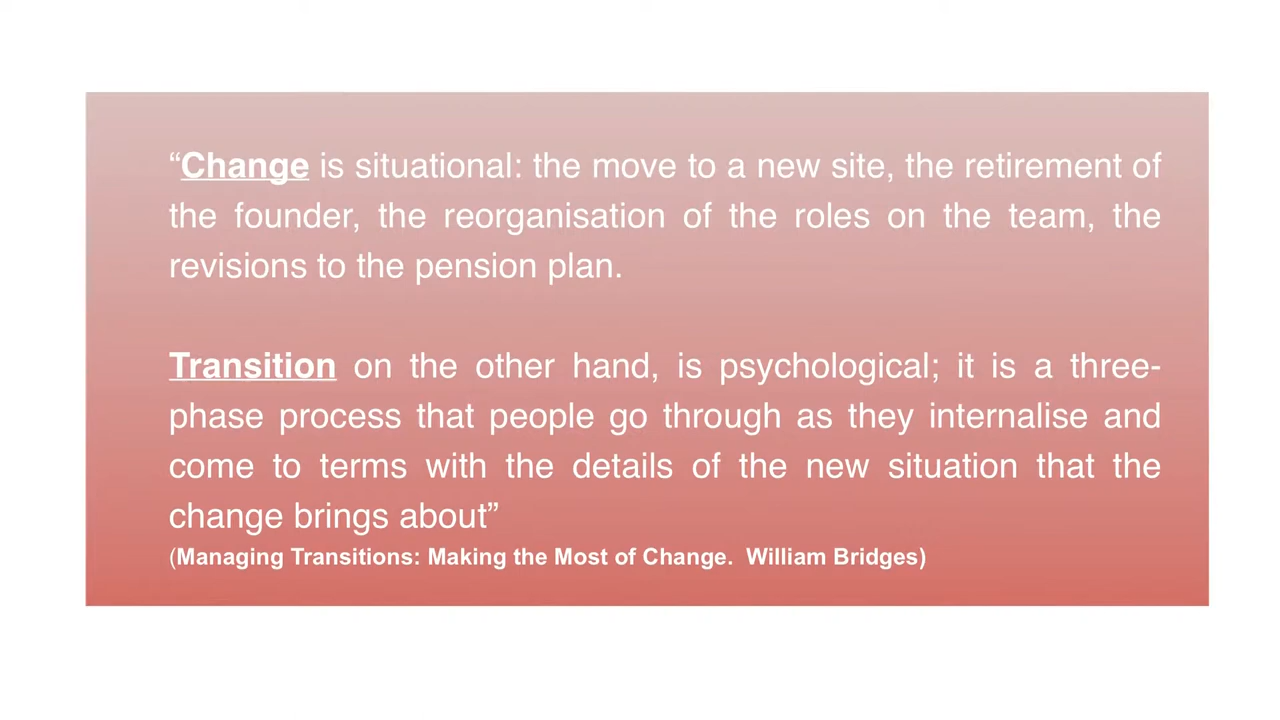 “Change is situational: the move to a new site, the retirement of
the founder, the reorganisation of the roles on the team, the
revisions to the pension plan.
Transition on the other hand, is psychological; it is a three-
phase process that people go through as they internalise and
come to terms with the details of the new situation that the
change brings about”
(Managing Transitions: Making the Most of Change.  William Bridges)